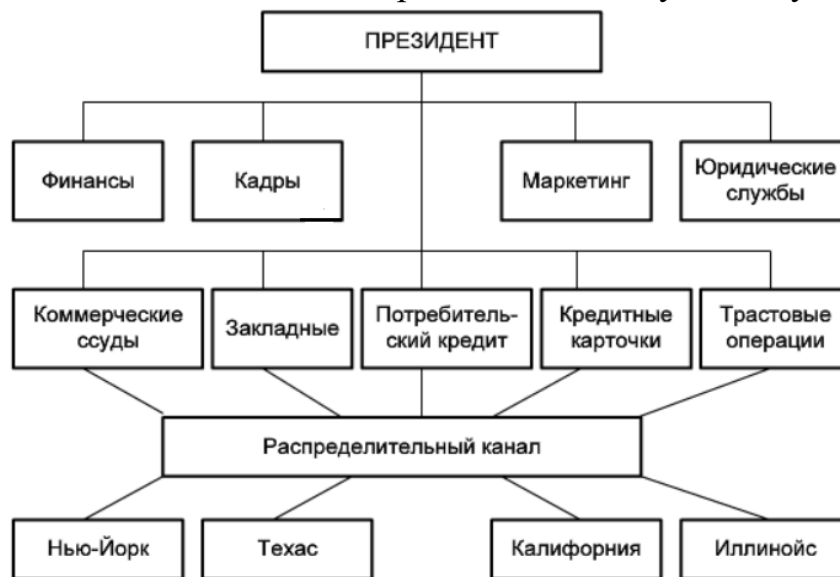 ПРЕЗИДЕНТ
Финансы
Кадры
Маркетинг
Юридические
службы
Коммерческие
ссуды
Закладные
Потребитель-
ский кредит
Кредитные
карточки
Трастовые
операции
Распределительный канал
Нью-Йорк
Техас
Калифорния
Иллинойс